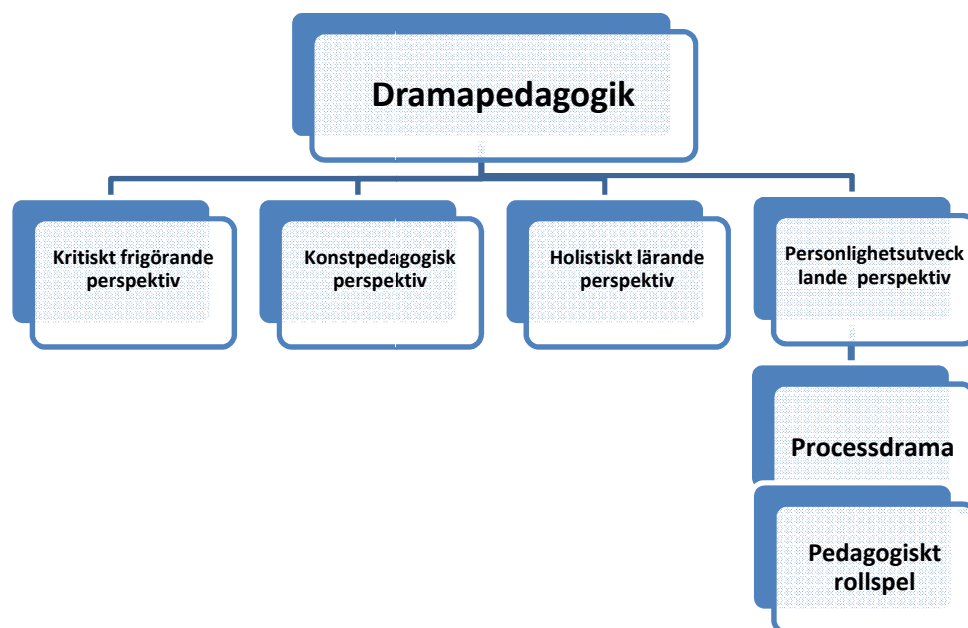 Dramapedagogik
Kritiskt frigörande
perspektiv
Konstpedagogisk
perspektiv
Holistiskt lärande
perspektiv
Personlighetsutveck
lande perspektiv
Processdrama
Pedagogiskt
rollspel